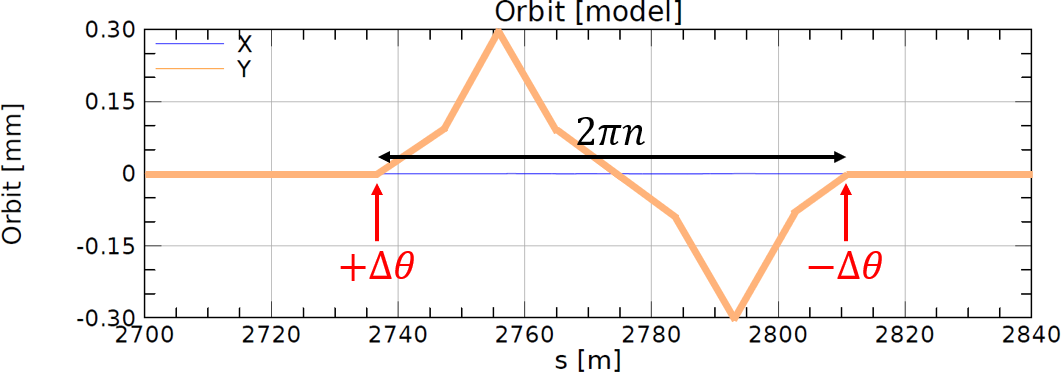 Orbit [model]
X
Y
Orbit [mm]
0.30
0.15
0
-0.15
-0.30
2πn
+Δθ
−Δθ
2700 2720 2740 2760 2780 2800 2820 2840
s [m]